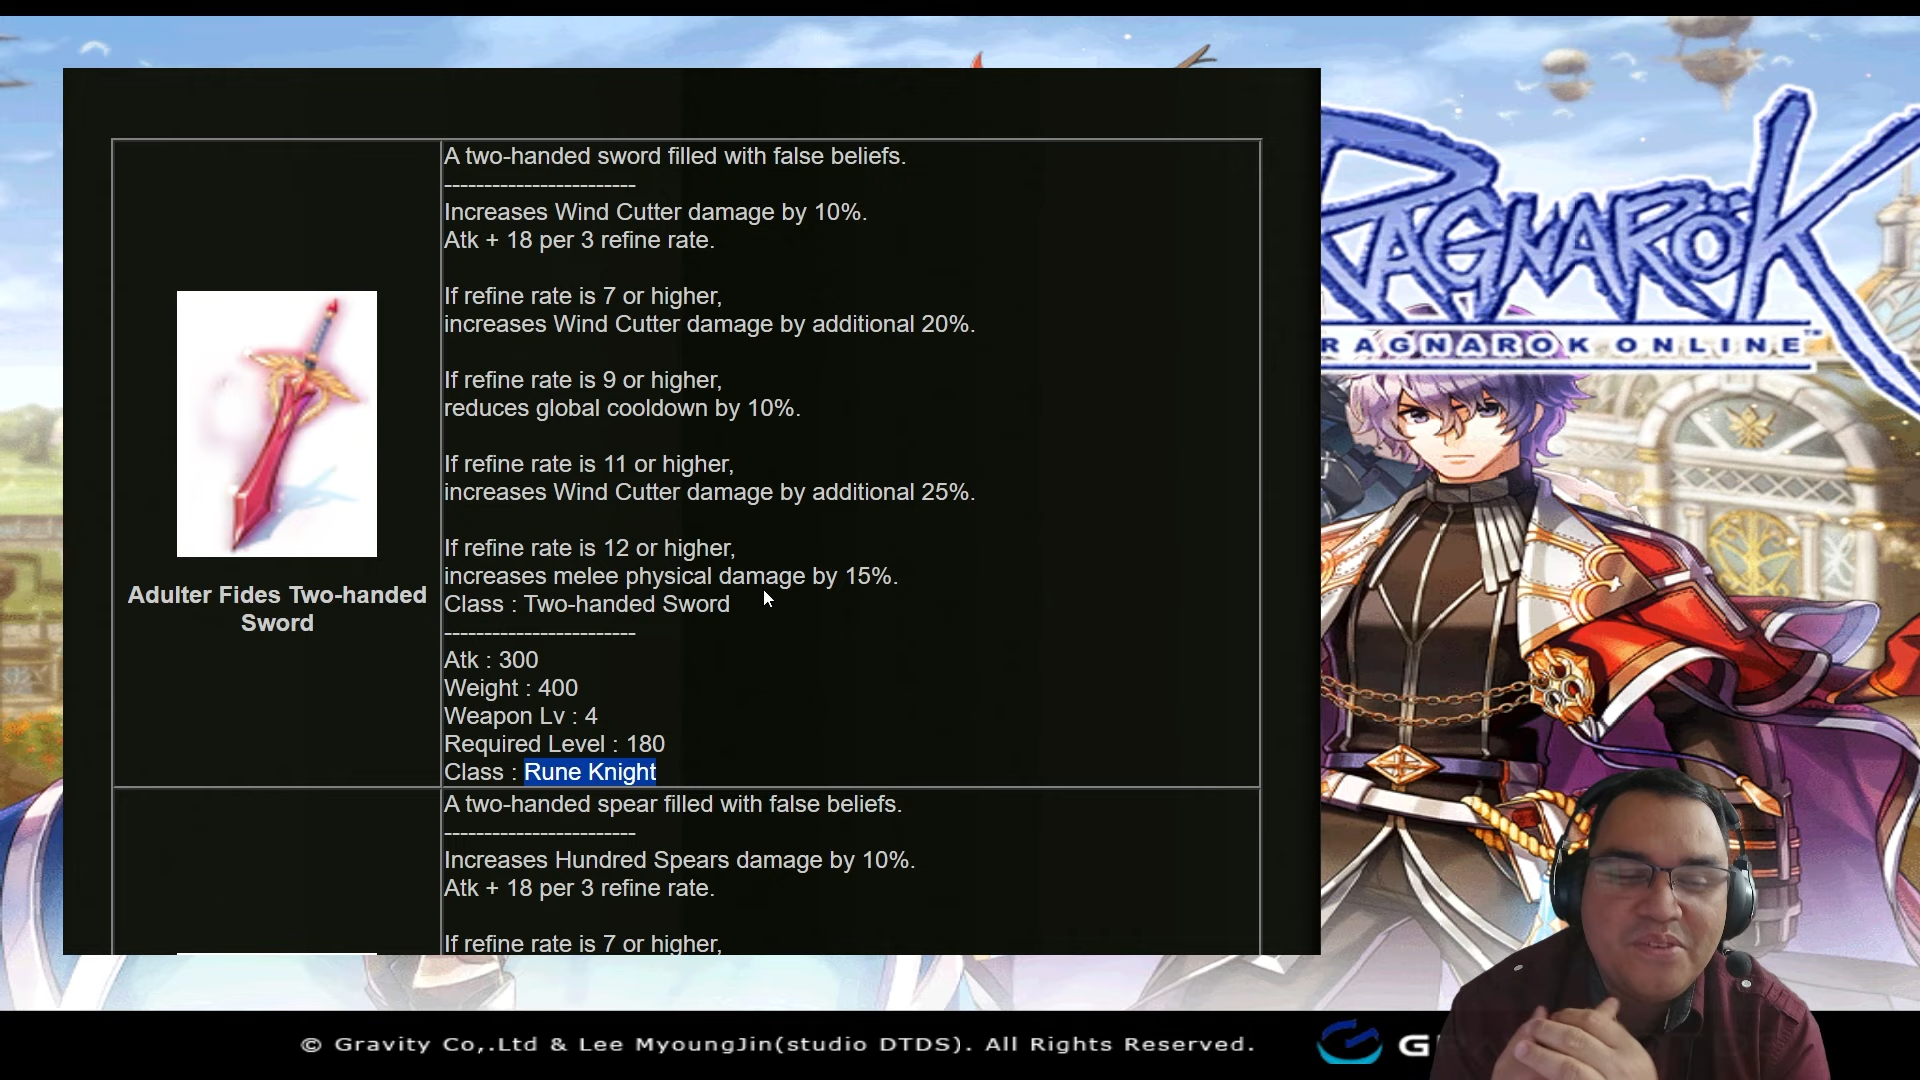 A two-handed sword filled with false beliefs.
------------------------
Increases Wind Cutter damage by 10%.
Atk + 18 per 3 refine rate.
If refine rate is 7 or higher,
increases Wind Cutter damage by additional 20%.
If refine rate is 9 or higher,
reduces global cooldown by 10%.
If refine rate is 11 or higher,
increases Wind Cutter damage by additional 25%.
If refine rate is 12 or higher,
increases melee physical damage by 15%.
Class : Two-handed Sword
------------------------
Atk : 300
Weight : 400
Weapon Lv : 4
Required Level : 180
Class : Rune Knight
Adulter Fides Two-handed
Sword
A two-handed spear filled with false beliefs.
------------------------
Increases Hundred Spears damage by 10%.
Atk + 18 per 3 refine rate.
If refine rate is 7 or higher,
RAGNARÖK
RAGNAROK ONLINE™
© Gravity Co,.Ltd & Lee MyoungJin(studio DTDS). All Rights Reserved.
G